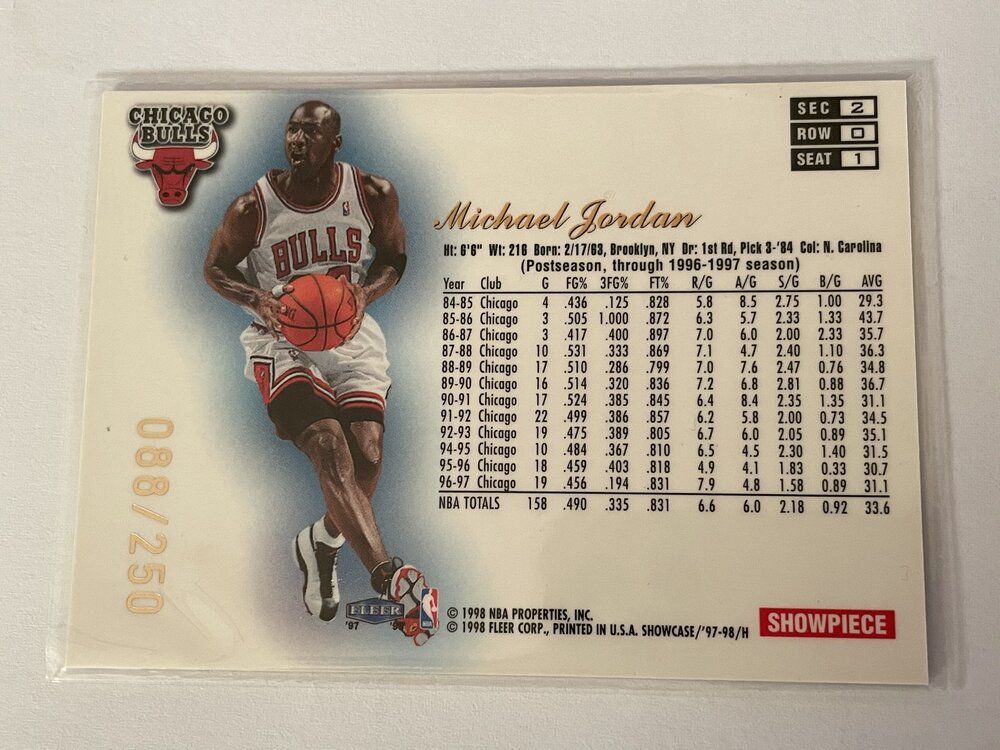 CHICAGO
BULLS
SEC 2
ROW 0
SEAT 1
BULLS
Michael Jordan
Ht: 6'6" Wt: 216 Born: 2/17/63, Brooklyn, NY Dr: 1st Rd, Pick 3-'84 Col: N. Carolina
(Postseason, through 1996-1997 season)
Year Club G FG% 3FG% FT% R/G A/G S/G B/G AVG
84-85 Chicago 4 .436 .125 .828 5.8 8.5 2.75 1.00 29.3
85-86 Chicago 3 .505 1.000 .872 6.3 5.7 2.33 1.33 43.7
86-87 Chicago 3 .417 .400 .897 7.0 6.0 2.00 2.33 35.7
87-88 Chicago 10 .531 .333 .869 7.1 4.7 2.40 1.10 36.3
88-89 Chicago 17 .510 .286 .799 7.0 7.6 2.47 0.76 34.8
89-90 Chicago 16 .514 .320 .836 7.2 6.8 2.81 0.88 36.7
90-91 Chicago 17 .524 .385 .845 6.4 8.4 2.35 1.35 31.1
91-92 Chicago 22 .499 .386 .857 6.2 5.8 2.00 0.73 34.5
92-93 Chicago 19 .475 .389 .805 6.7 6.0 2.05 0.89 35.1
94-95 Chicago 10 .484 .367 .810 6.5 4.5 2.30 1.40 31.5
95-96 Chicago 18 .459 .403 .818 4.9 4.1 1.83 0.33 30.7
96-97 Chicago 19 .456 .194 .831 7.9 4.8 1.58 0.89 31.1
NBA TOTALS 158 .490 .335 .831 6.6 6.0 2.18 0.92 33.6
088/250
FLEER
'97
© 1998 NBA PROPERTIES, INC.
© 1998 FLEER CORP., PRINTED IN U.S.A. SHOWCASE/'97-98/H
SHOWPIECE